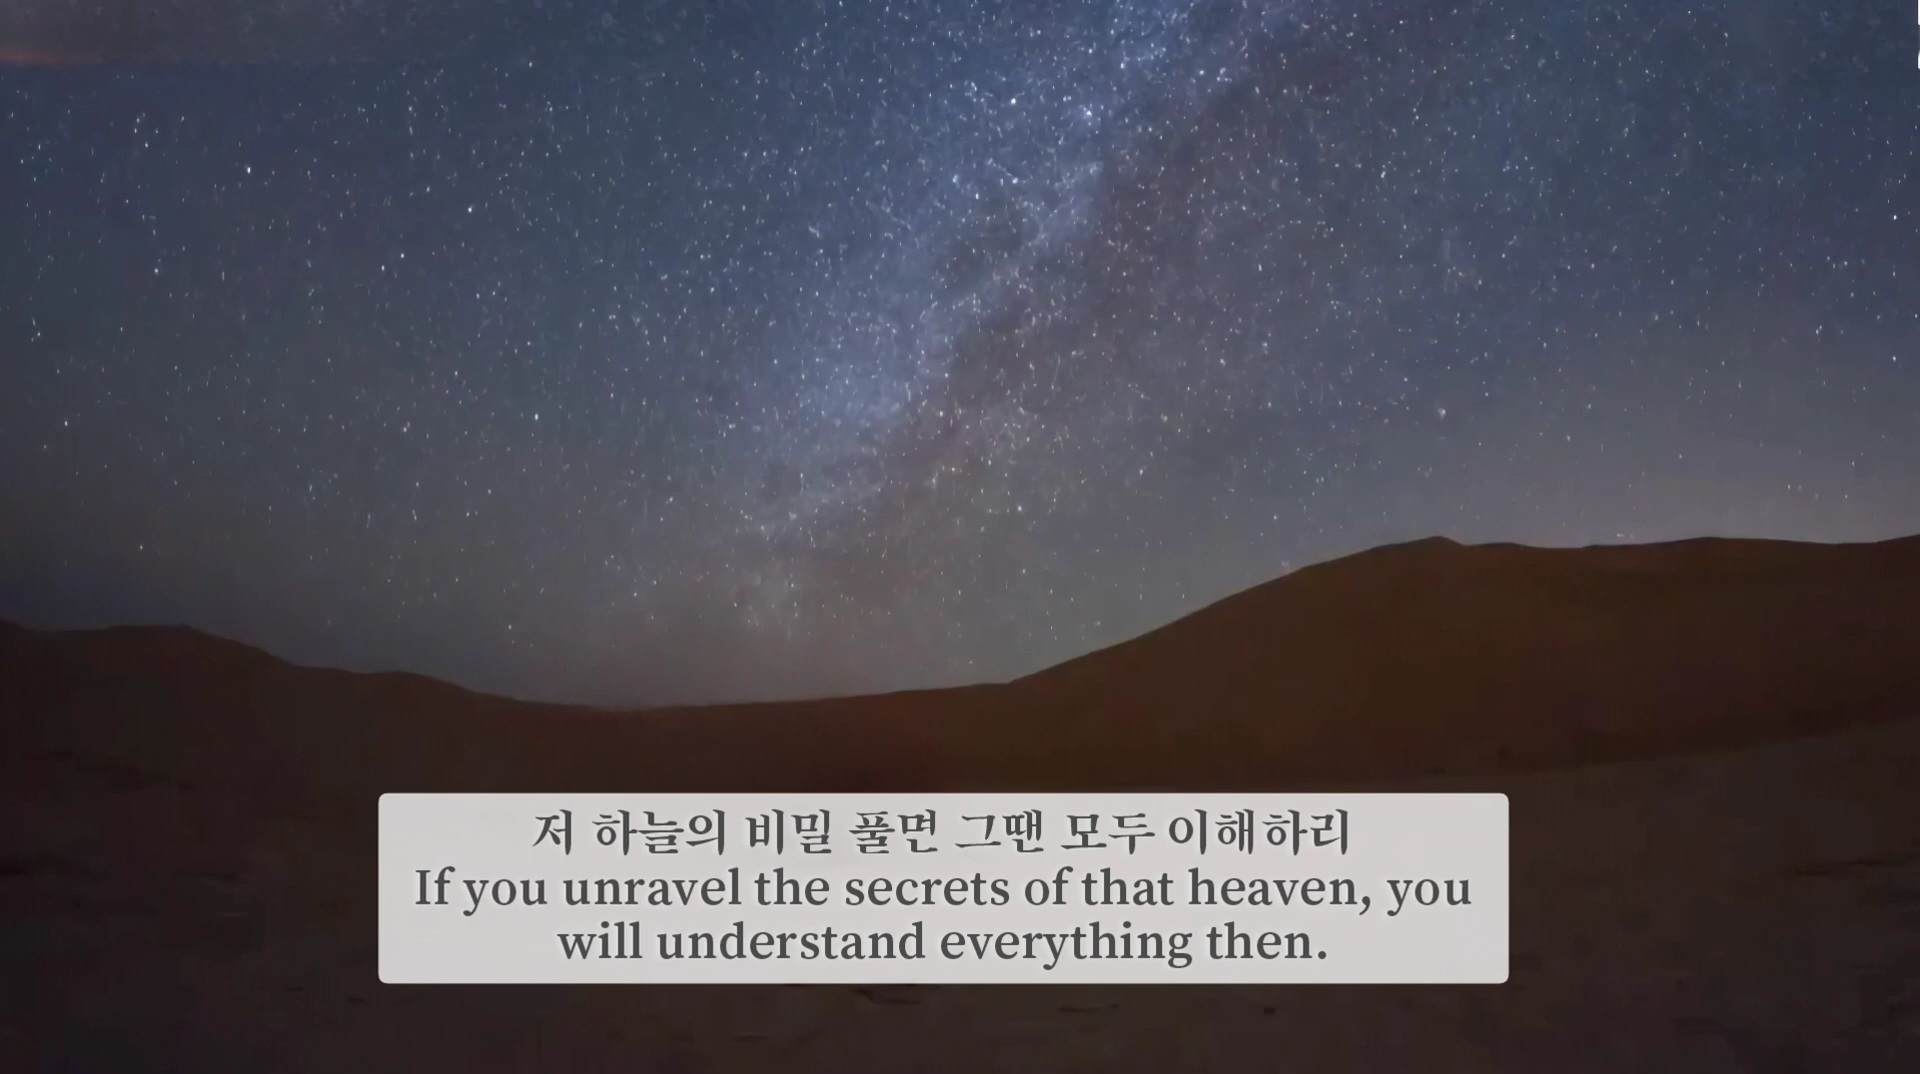 저 하늘의 비밀 풀면 그땐 모두 이해하리
If you unravel the secrets of that heaven, you
will understand everything then.